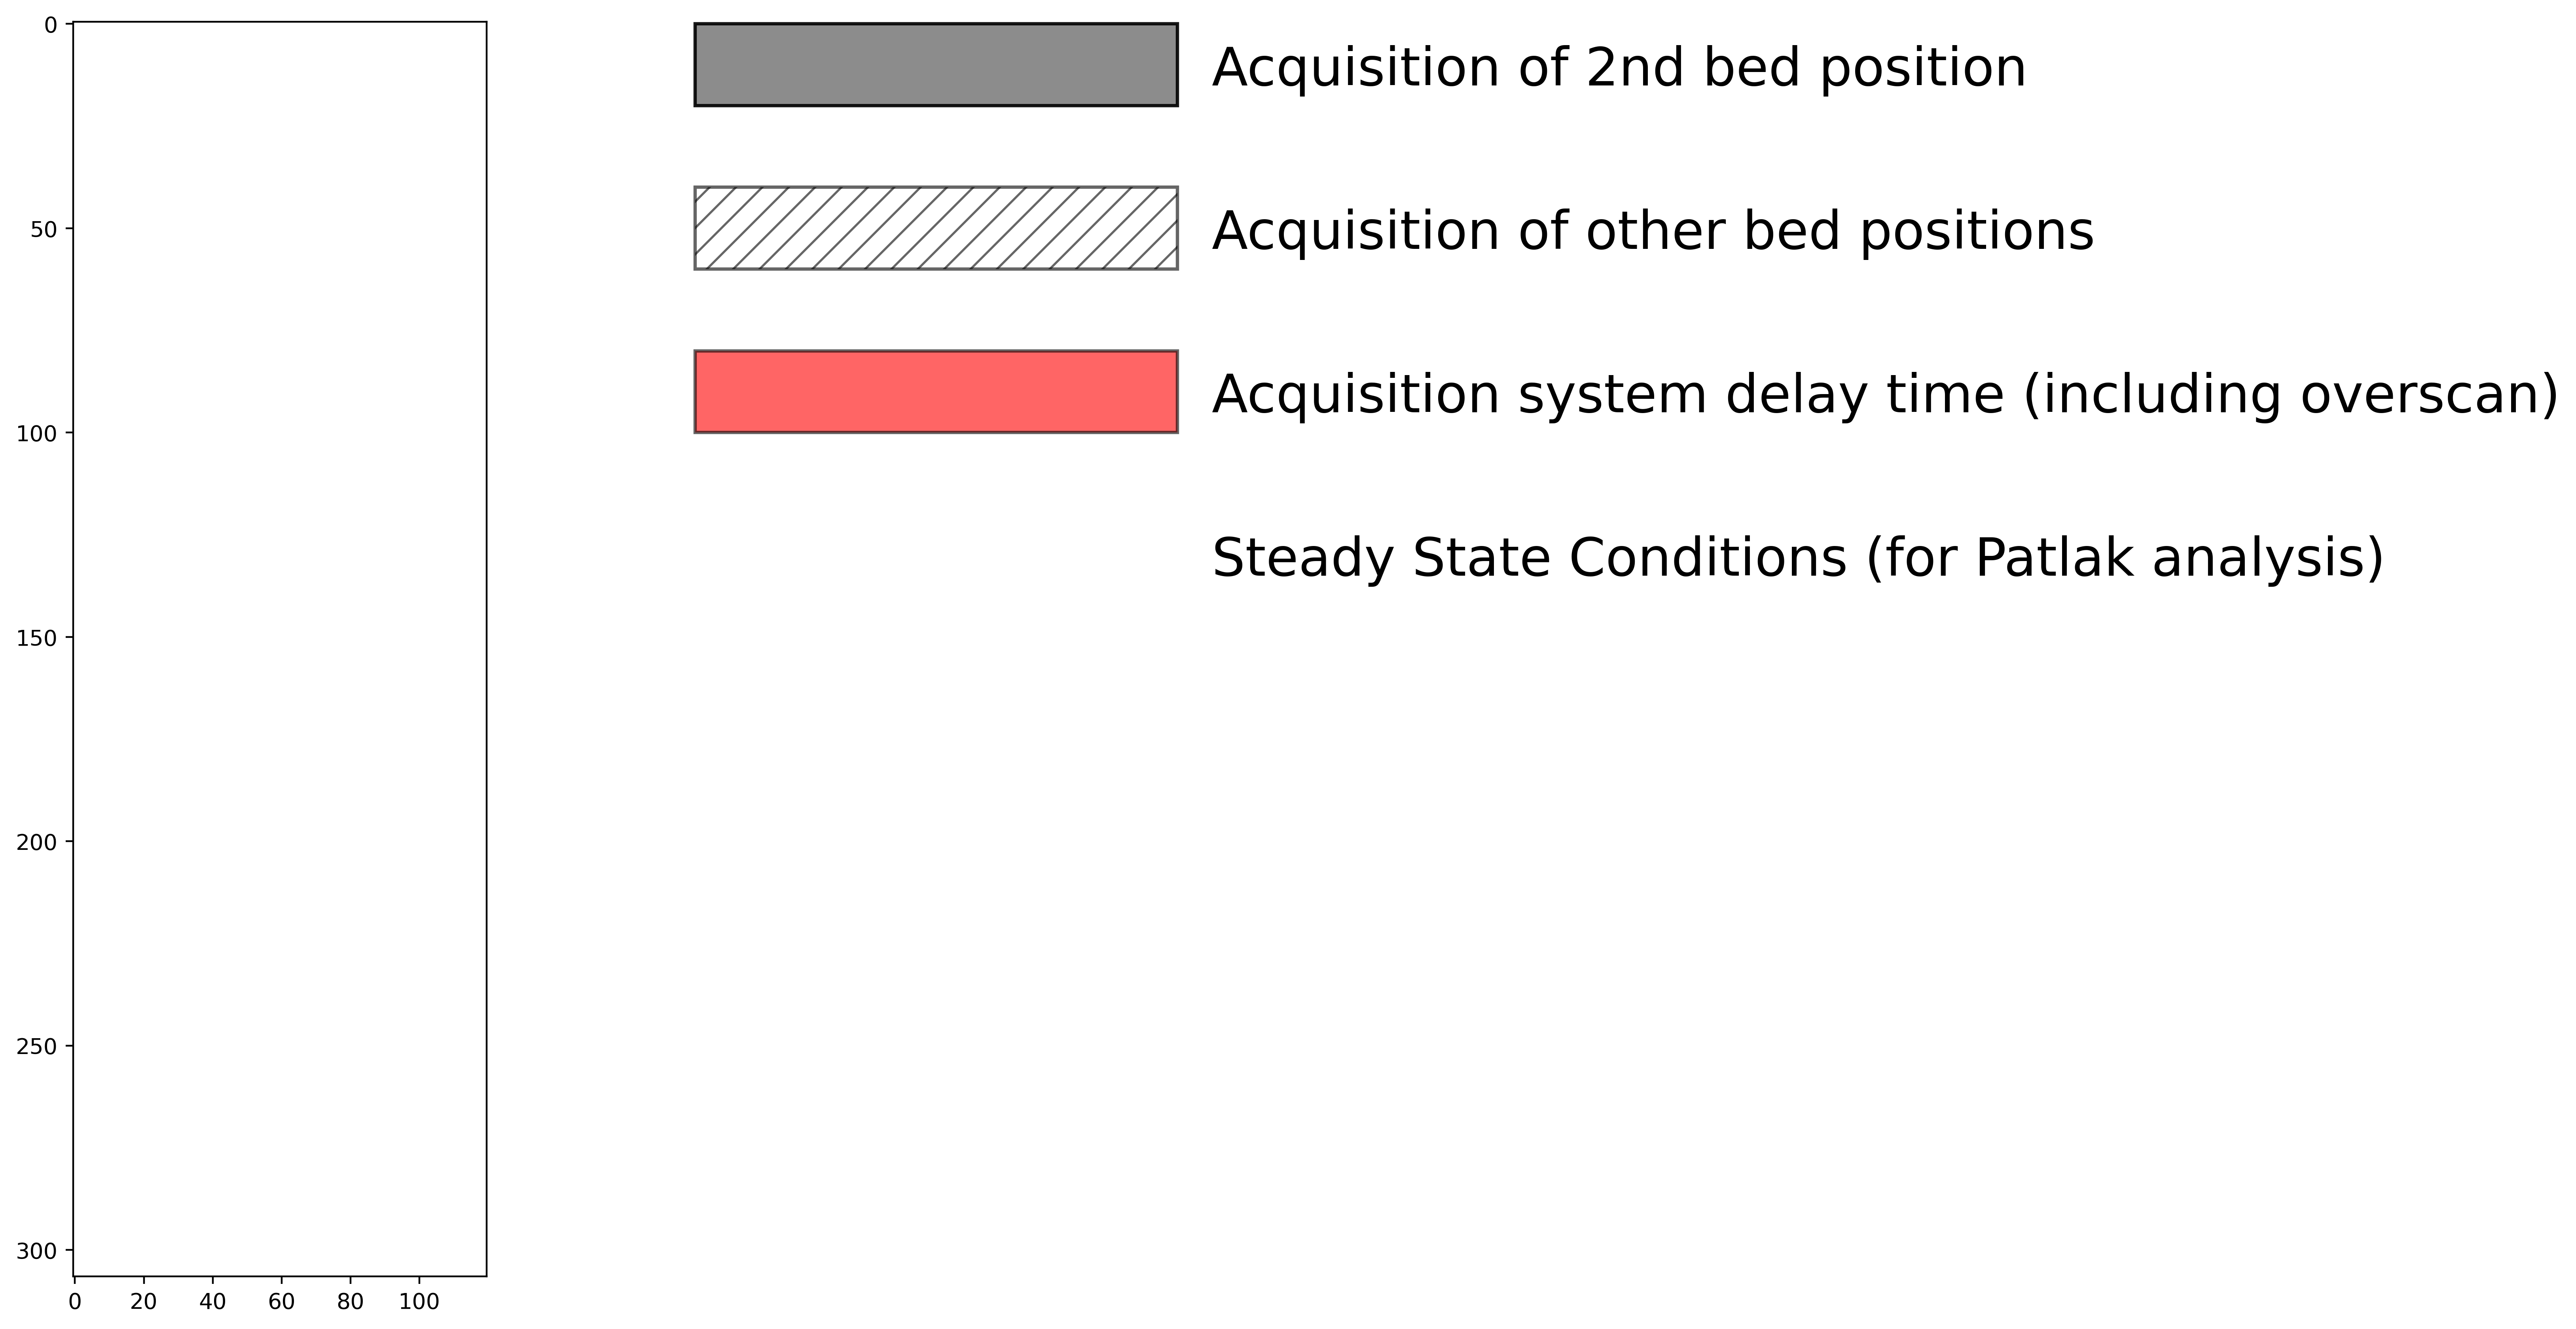 0
50
100
150
200
250
300
0 20 40 60 80 100
Acquisition of 2nd bed position
Acquisition of other bed positions
Acquisition system delay time (including overscan)
Steady State Conditions (for Patlak analysis)